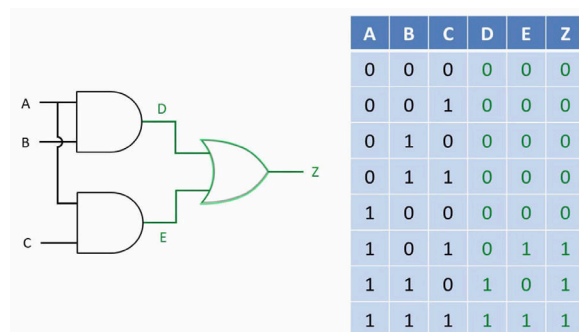 A
B
C
D
E
Z
A B C D E Z
0 0 0 0 0 0
0 0 1 0 0 0
0 1 0 0 0 0
0 1 1 0 0 0
1 0 0 0 0 0
1 0 1 0 1 1
1 1 0 1 0 1
1 1 1 1 1 1